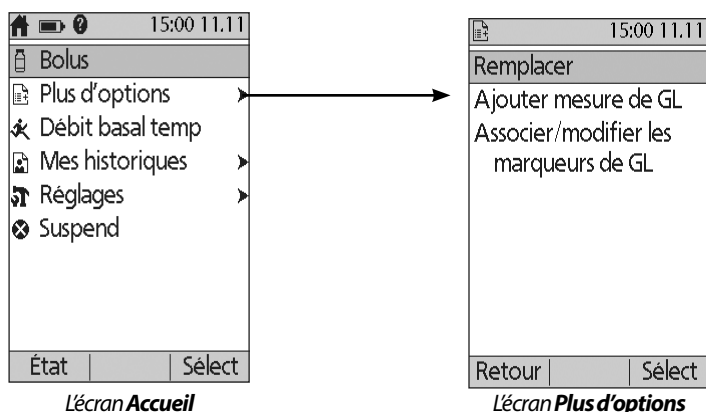 15:00 11.11
Bolus
Plus d'options
Débit basal temp
Mes historiques
Réglages
Suspend
État Sélect
L'écran Accueil
15:00 11.11
Remplacer
Ajouter mesure de GL
Associer/modifier les
marqueurs de GL
Retour Sélect
L'écran Plus d'options